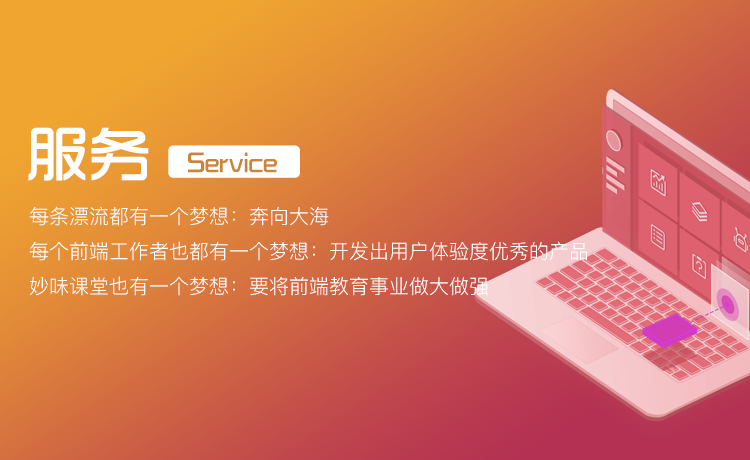 服务 Service
每条漂流都有一个梦想：奔向大海
每个前端工作者也都有一个梦想：开发出用户体验度优秀的产品
妙味课堂也有一个梦想：要将前端教育事业做大做强